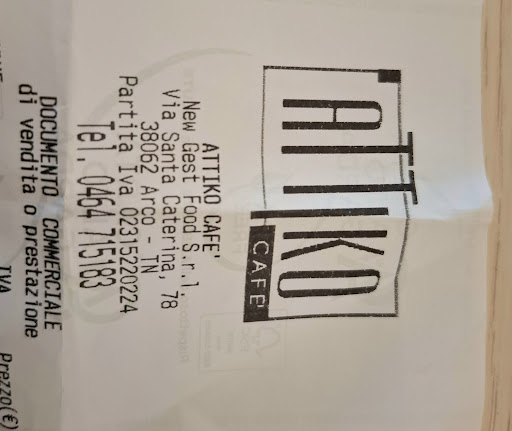 ATTIKO
CAFE
ATTIKO CAFE'
New Gest Food S.r.l.
Via Santa Caterina, 78
38062 Arco - TN
Partita Iva 02315220224
Tel. 0464 715183
DOCUMENTO COMMERCIALE
di vendita o prestazione
IVA Prezzo(€)